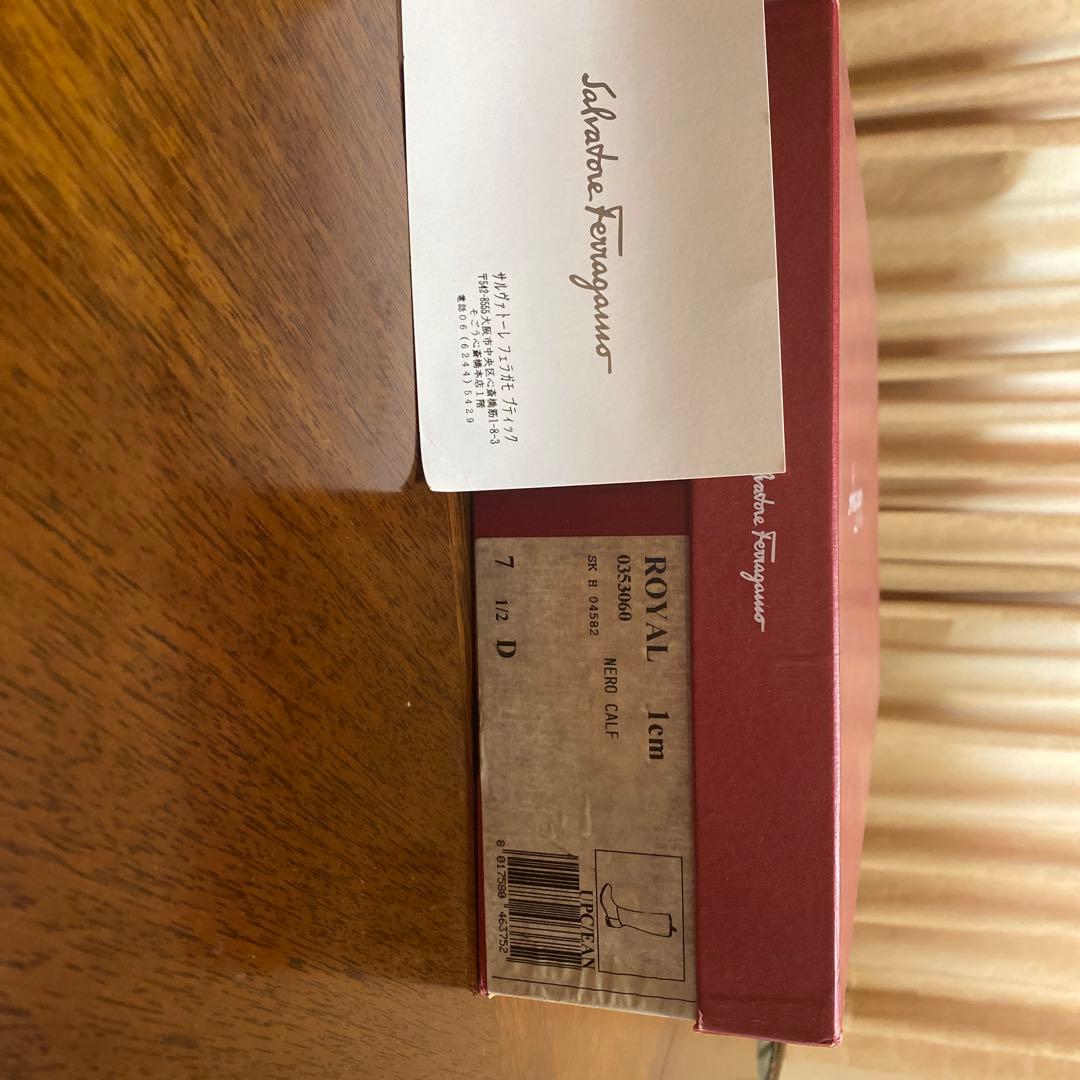 Salvatore Ferragamo
サルヴァトーレ フェラガモ ブティック
〒542-8555 大阪市中央区心斎橋筋1-8-3
そごう心斎橋本店1階
電話06(6244)5429
lvatore Ferragamo
ROYAL 1cm
0353060 NERO CALF
SK H 04582
7 1/2 D
UPC/EAN
8 017580 463752